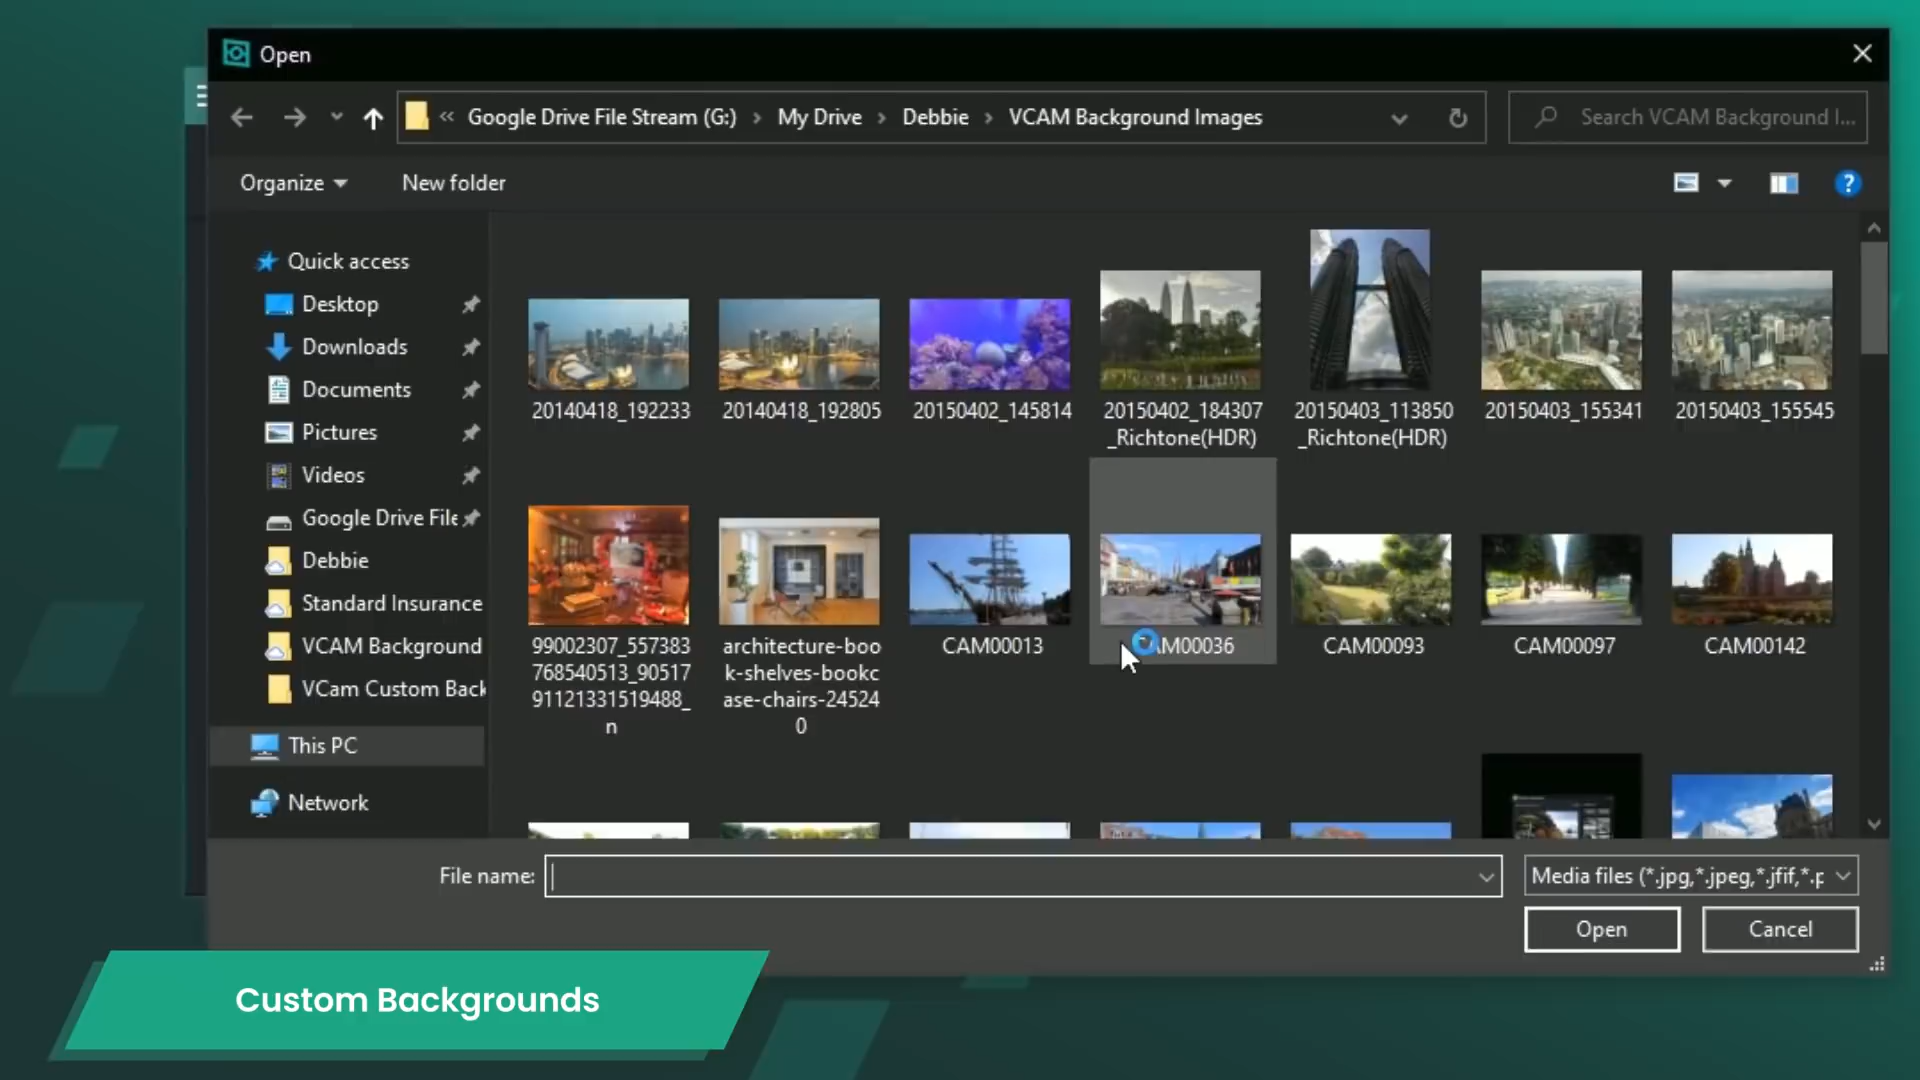 Open
« Google Drive File Stream (G:) › My Drive › Debbie › VCAM Background Images
Search VCAM Background I...
Organize
New folder
?
Quick access
Desktop
Downloads
Documents
Pictures
Videos
Google Drive File
Debbie
Standard Insurance
VCAM Background
VCam Custom Back
This PC
Network
20140418_192233
20140418_192805
20150402_145814
20150402_184307
_Richtone(HDR)
20150403_113850
_Richtone(HDR)
20150403_155341
20150403_155545
99002307_557383
768540513_90517
91121331519488_
n
architecture-boo
k-shelves-bookc
ase-chairs-24524
0
CAM00013
AM00036
CAM00093
CAM00097
CAM00142
File name:
Media files (*.jpg,*.jpeg,*.jfif,*.p
Open
Cancel
Custom Backgrounds